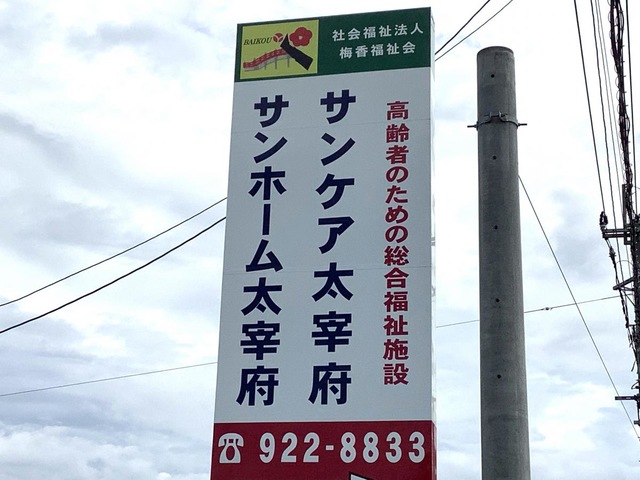 BAIKOU
社会福祉法人
梅香福祉会
高齢者のための総合福祉施設
サンケア太宰府
サンホーム太宰府
☎ 922-8833